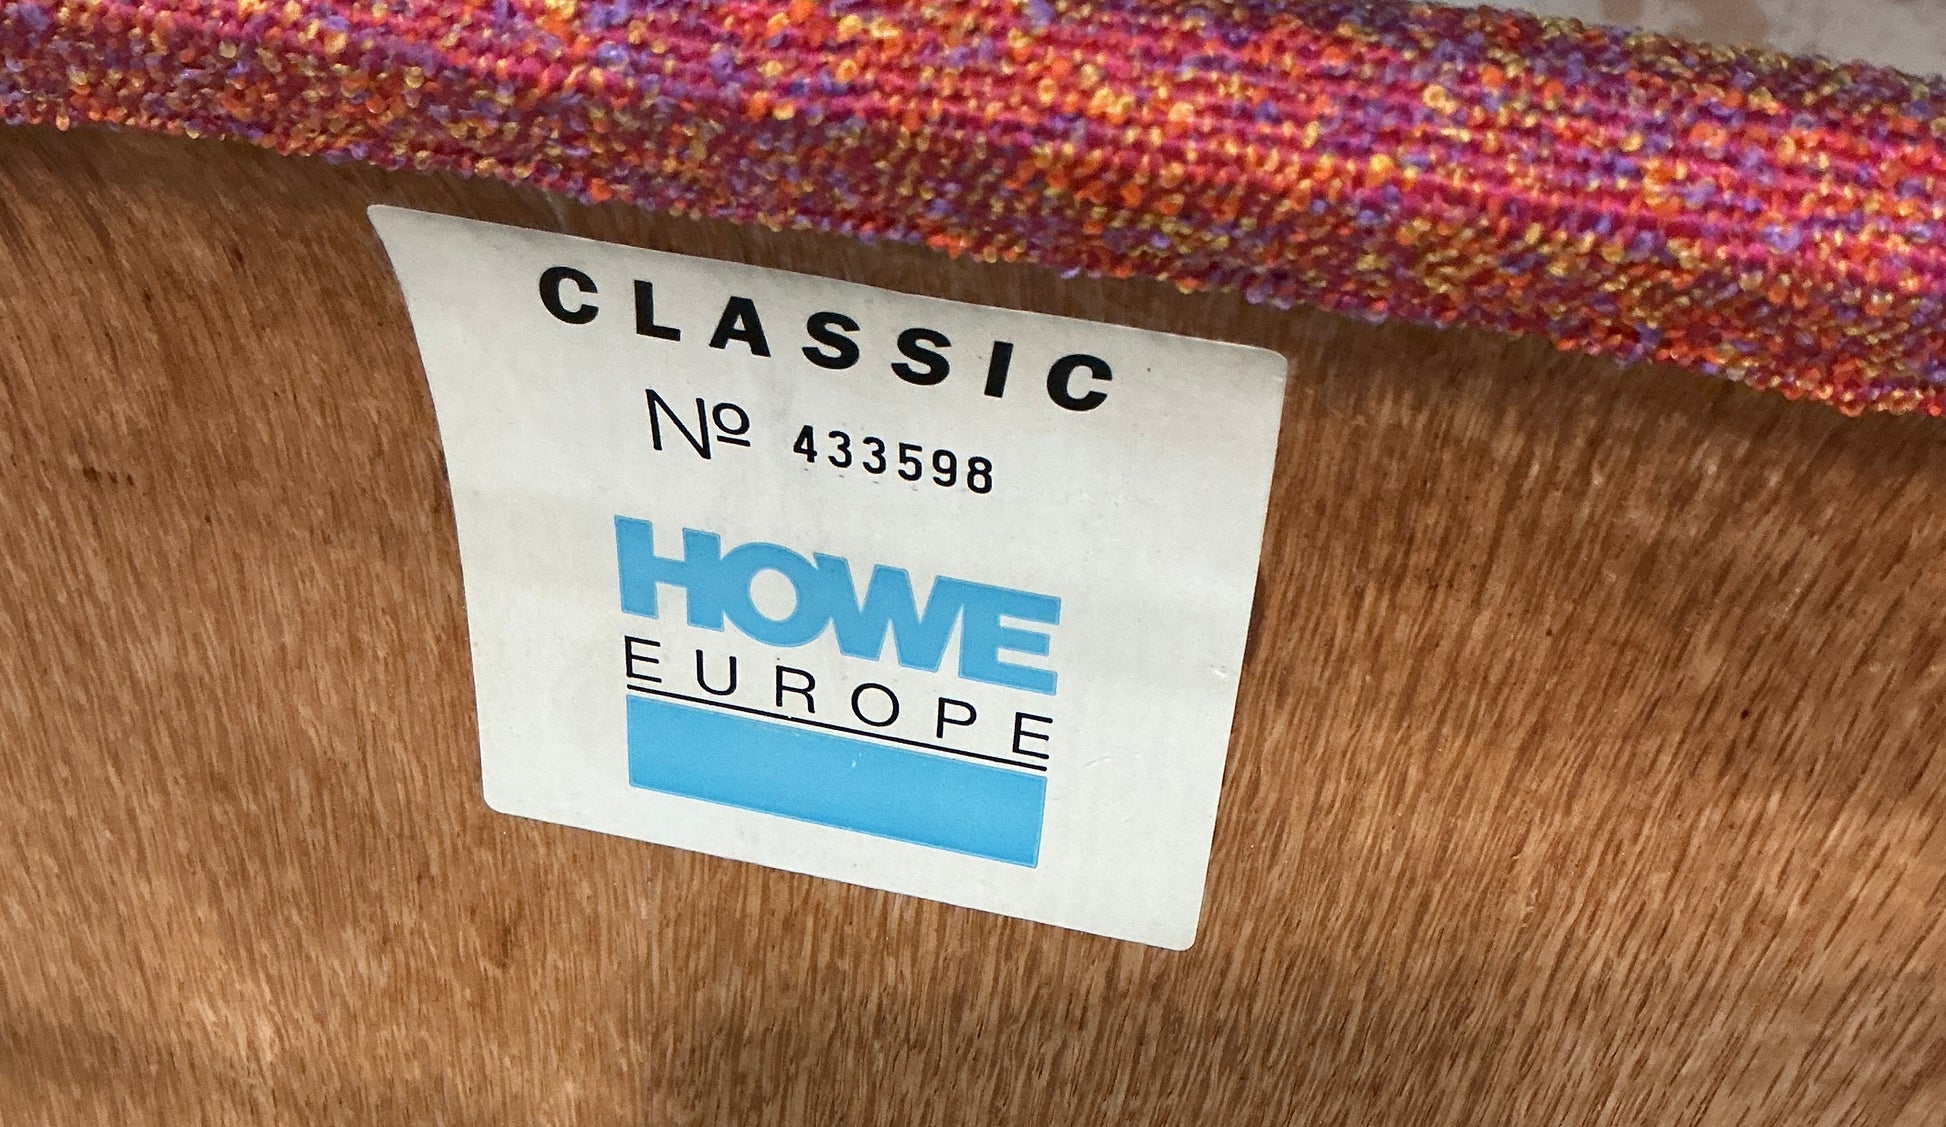 CLASSIC
Nº 433598
HOWE
EUROPE